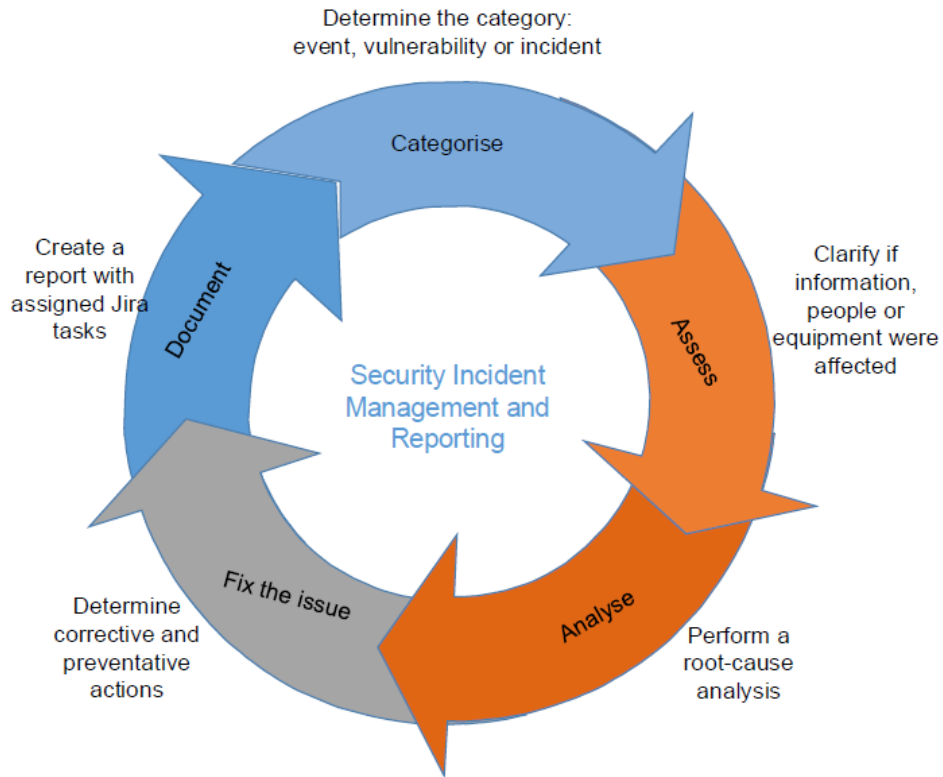 Determine the category:
event, vulnerability or incident
Categorise
Clarify if
information,
people or
equipment were
affected
Assess
Perform a
root-cause
analysis
Analyse
Determine
corrective and
preventative
actions
Fix the issue
Create a
report with
assigned Jira
tasks
Document
Security Incident
Management and
Reporting